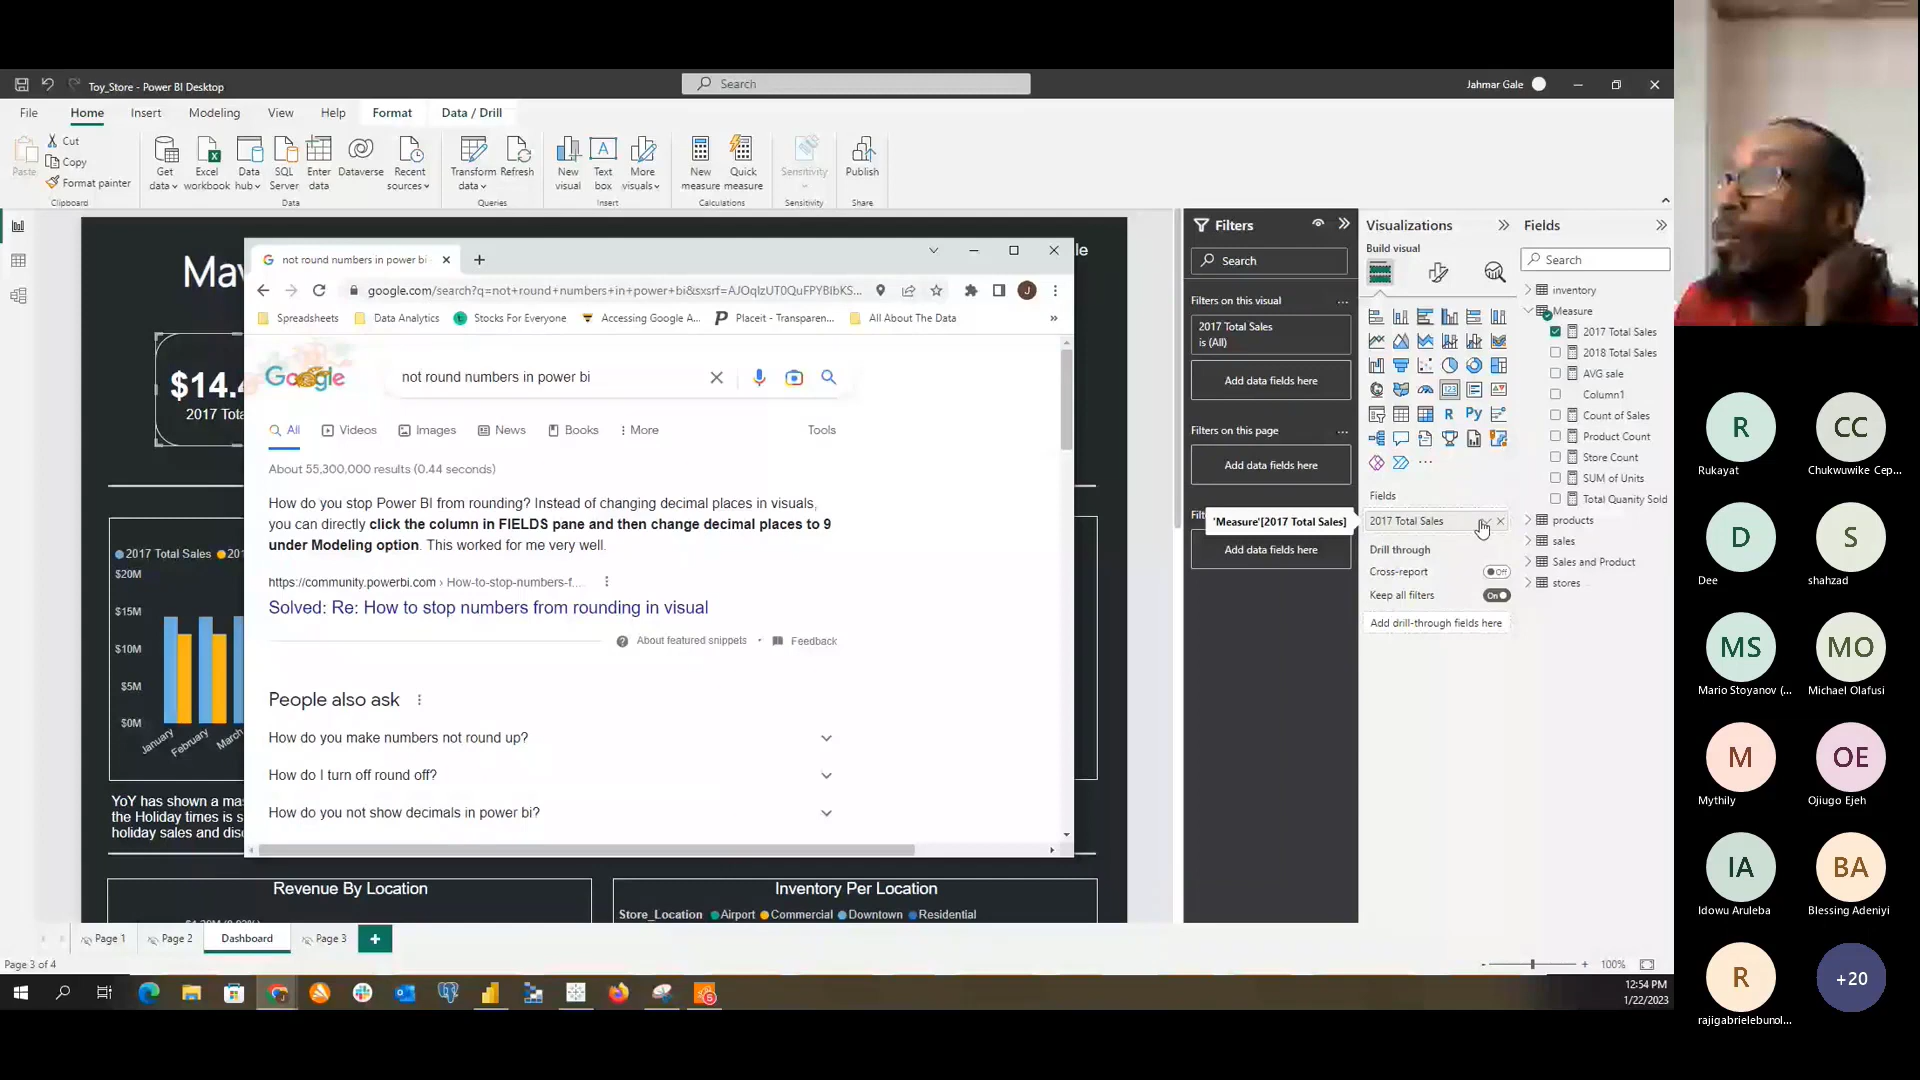 Toy_Store - Power BI Desktop
Search
Jahmar Gale
File
Home
Insert
Modeling
View
Help
Format
Data / Drill
Paste
Cut
Copy
Format painter
Clipboard
Get data
Excel workbook
Data hub
SQL Server
Enter data
Dataverse
Recent sources
Data
Transform data
Refresh
Queries
New visual
Text box
More visuals
Insert
New measure
Quick measure
Calculations
Sensitivity
Sensitivity
Publish
Share
Mav
le
$14.4
2017 Tota
2017 Total Sales
201
$20M
$15M
$10M
$5M
$0M
January
February
March
YoY has shown a ma
the Holiday times is s
holiday sales and disc
Revenue By Location
Inventory Per Location
Store_Location Airport Commercial Downtown Residential
not round numbers in power bi
google.com/search?q=not+round+numbers+in+power+bi&sxsrf=AJOqlzUT0QuFPYBIbKS...
J
Spreadsheets
Data Analytics
Stocks For Everyone
Accessing Google A...
Placeit - Transparen...
All About The Data
»
Google
not round numbers in power bi
All
Videos
Images
News
Books
More
Tools
About 55,300,000 results (0.44 seconds)
How do you stop Power BI from rounding? Instead of changing decimal places in visuals,
you can directly click the column in FIELDS pane and then change decimal places to 9
under Modeling option. This worked for me very well.
https://community.powerbi.com › How-to-stop-numbers-f...
Solved: Re: How to stop numbers from rounding in visual
About featured snippets • Feedback
People also ask
How do you make numbers not round up?
How do I turn off round off?
How do you not show decimals in power bi?
Filters
Search
Filters on this visual
2017 Total Sales
is (All)
Add data fields here
Filters on this page
Add data fields here
Filt
'Measure'[2017 Total Sales]
Add data fields here
Visualizations
Build visual
123
R
Py
Fields
2017 Total Sales
Drill through
Cross-report
Off
Keep all filters
On
Add drill-through fields here
Fields
Search
inventory
Measure
2017 Total Sales
2018 Total Sales
AVG sale
Column1
Count of Sales
Product Count
Store Count
SUM of Units
Total Quanity Sold
products
sales
Sales and Product
stores
Page 1
Page 2
Dashboard
Page 3
+
Page 3 of 4
- + 100%
5
12:54 PM
1/22/2023
R
Rukayat
CC
Chukwuwike Cep...
D
Dee
S
shahzad
MS
Mario Stoyanov (...
MO
Michael Olafusi
M
Mythily
OE
Ojiugo Ejeh
IA
Idowu Aruleba
BA
Blessing Adeniyi
R
rajigabrielebunol...
+20